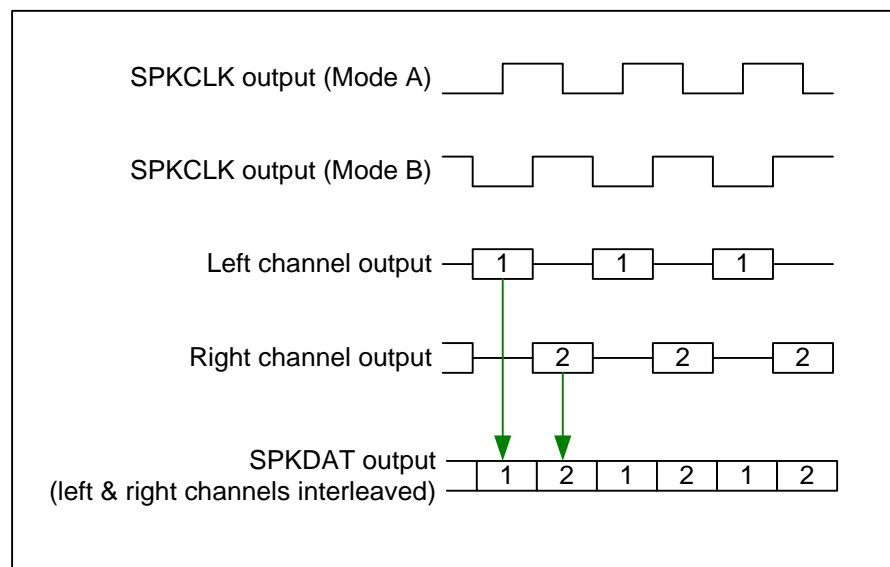 SPKCLK output (Mode A)
SPKCLK output (Mode B)
Left channel output
1 1 1
Right channel output
2 2 2
SPKDAT output
(left & right channels interleaved)
1 2 1 2 1 2